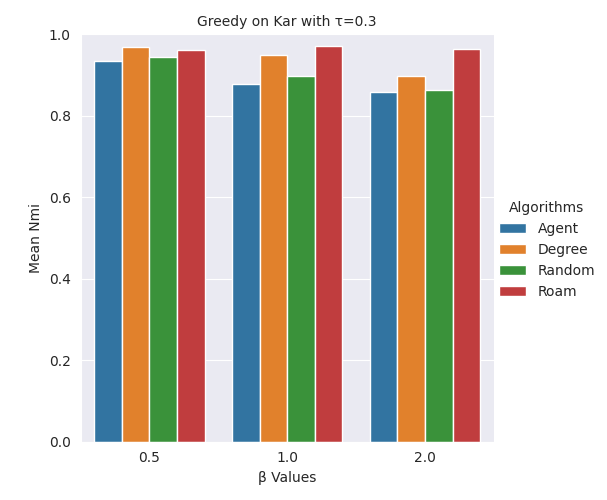 Greedy on Kar with τ=0.3
1.0
0.8
0.6
0.4
0.2
0.0
Mean Nmi
0.5 1.0 2.0
β Values
Algorithms
Agent
Degree
Random
Roam